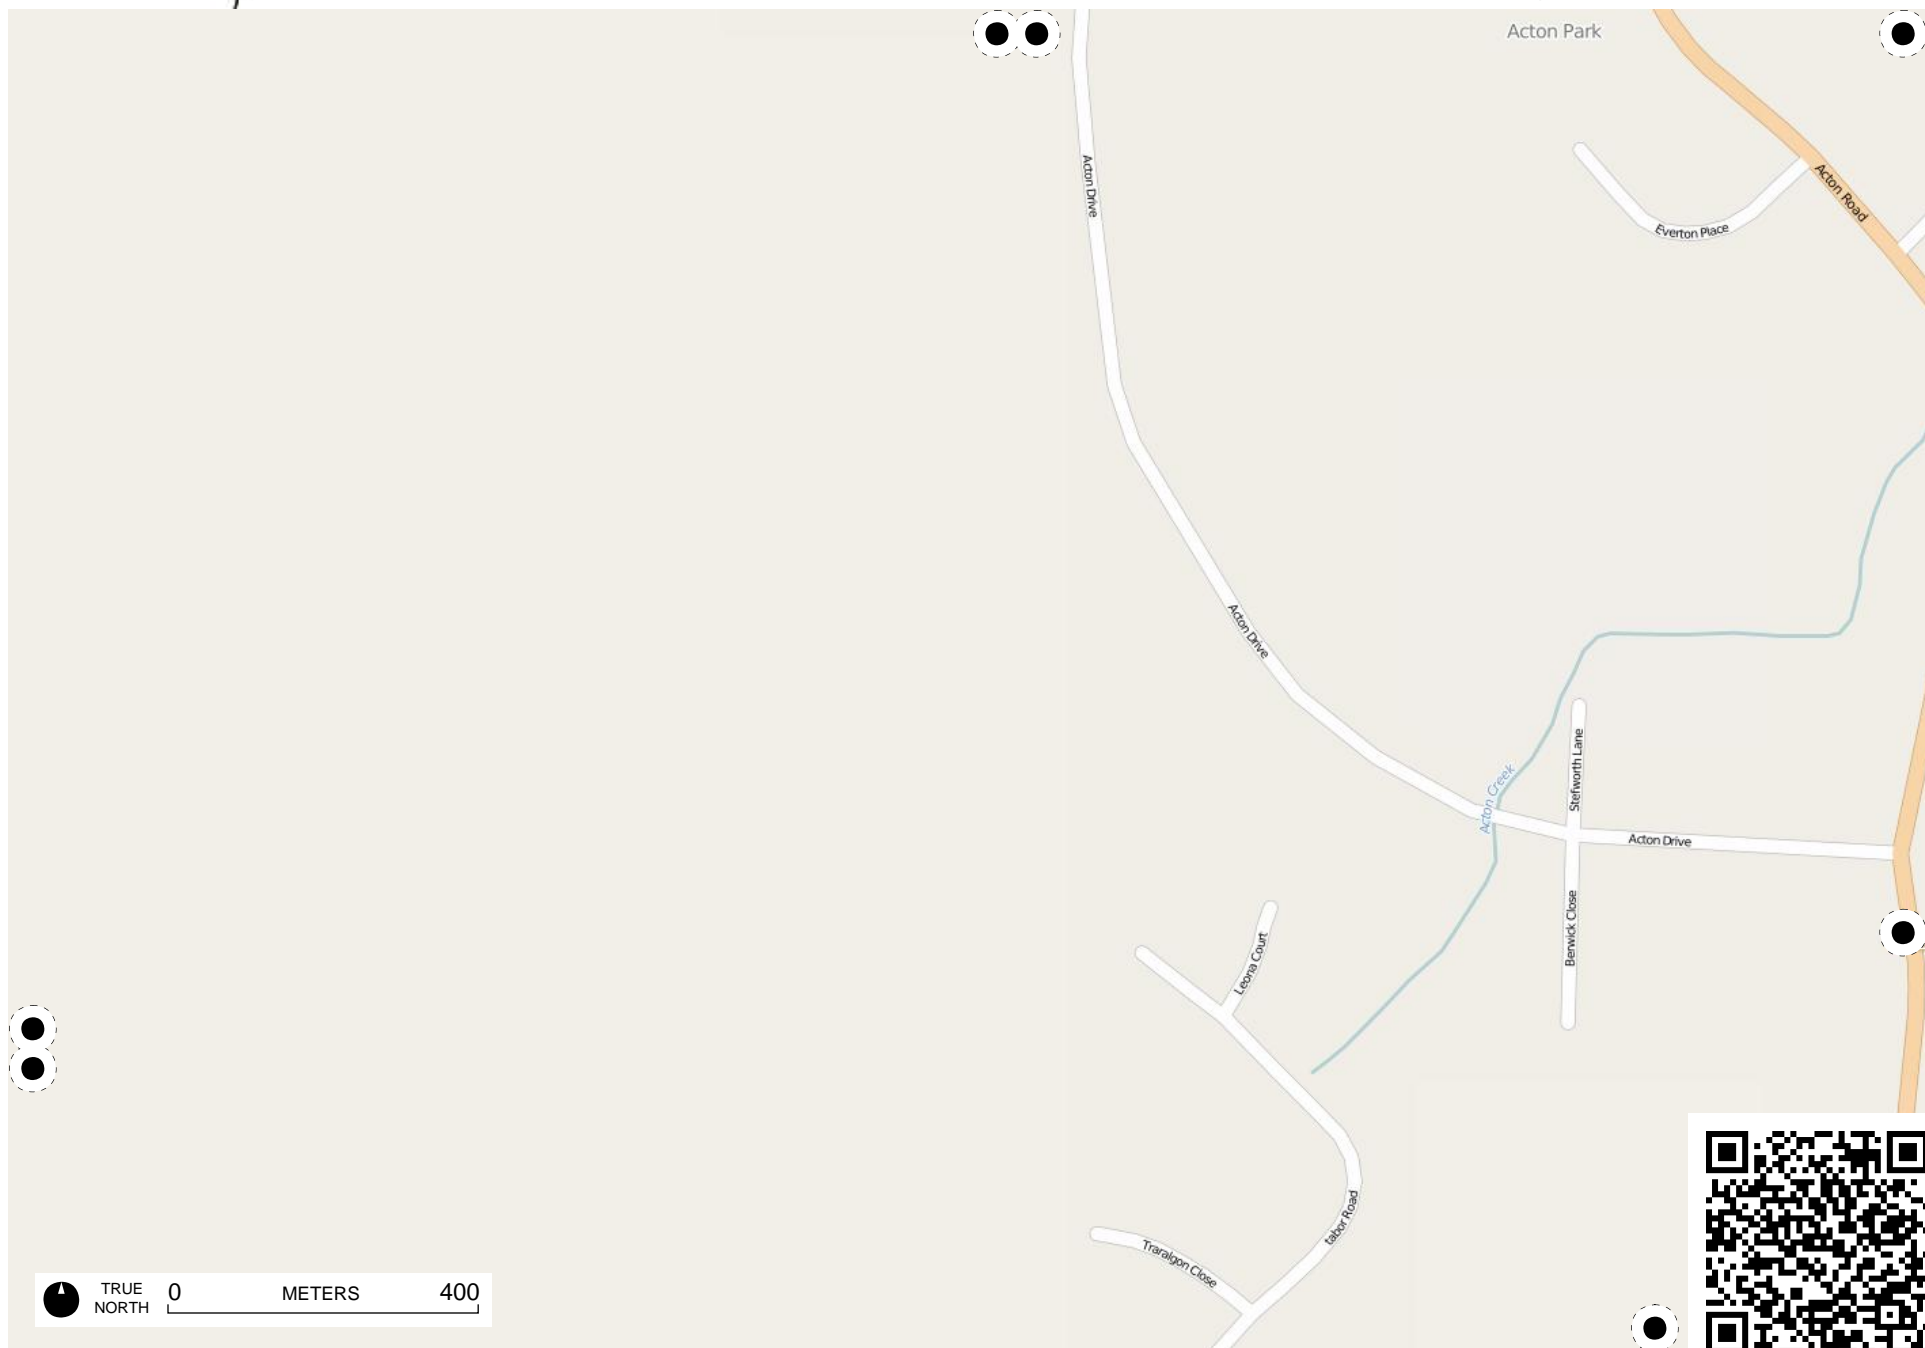 Acton Park
Acton Drive
Acton Road
Everton Place
Acton Drive
Stefworth Lane
Acton Creek
Acton Drive
Berwick Close
Leona Court
tabor Road
Traralgon Close
TRUE
NORTH
0 METERS 400